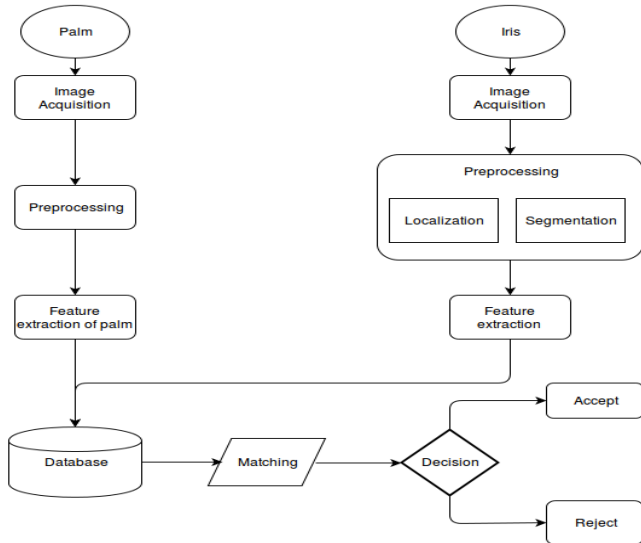 Palm
Iris
Image
Acquisition
Image
Acquisition
Preprocessing
Localization
Segmentation
Preprocessing
Feature
extraction of palm
Feature
extraction
Accept
Database
Matching
Decision
Reject